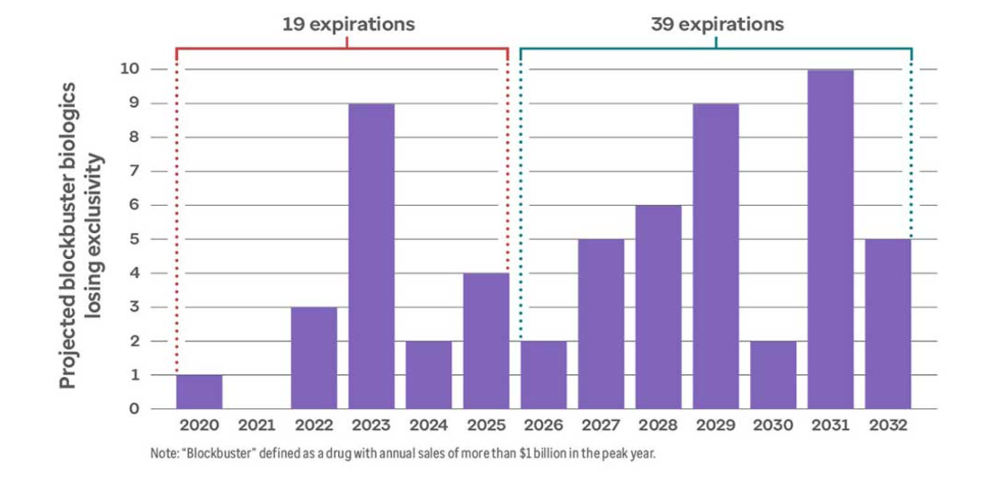 19 expirations
39 expirations
Projected blockbuster biologics
losing exclusivity
10
9
8
7
6
5
4
3
2
1
0
2020 2021 2022 2023 2024 2025 2026 2027 2028 2029 2030 2031 2032
Note: “Blockbuster” defined as a drug with annual sales of more than $1 billion in the peak year.